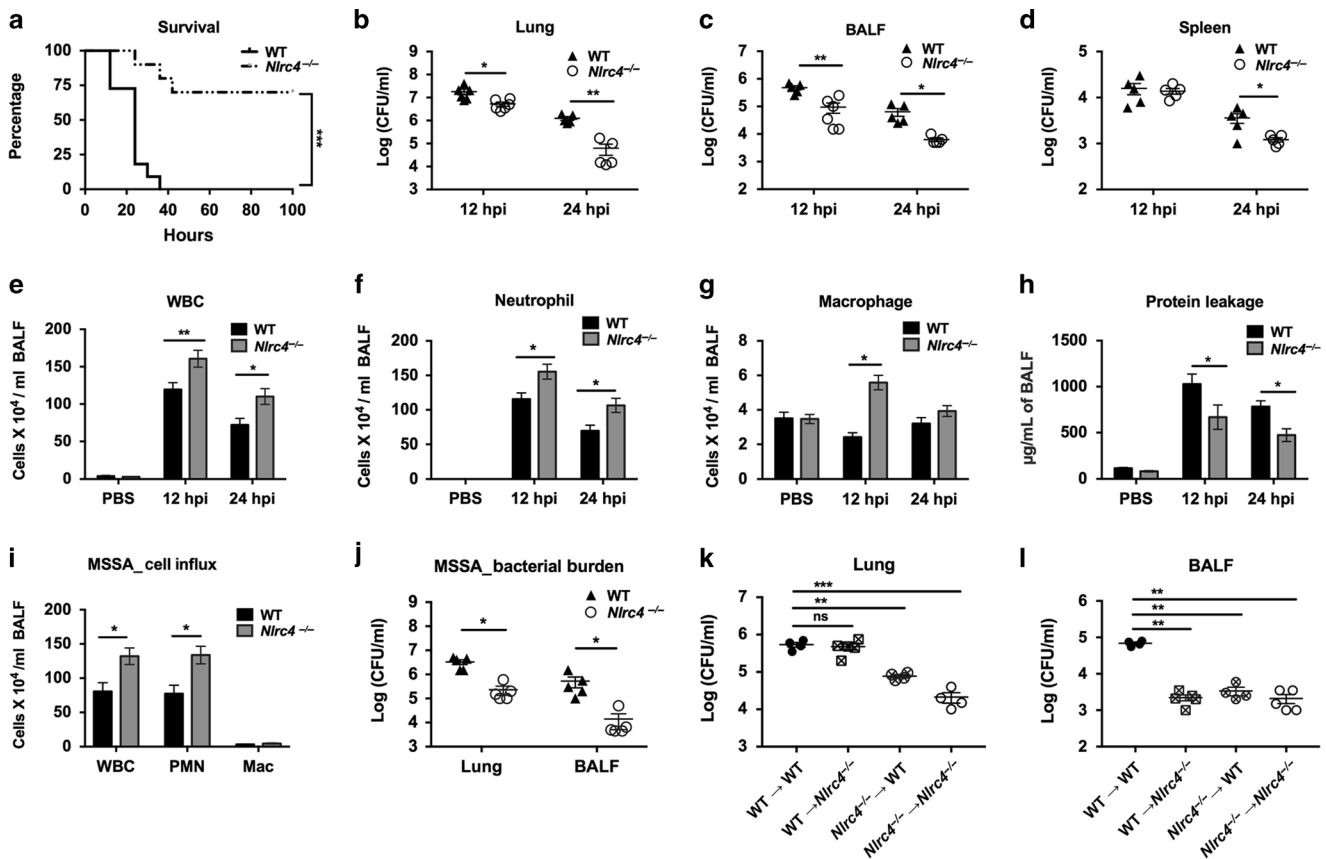 a
Survival
WT
Nlrc4⁻/⁻
Percentage
100
75
50
25
0
***
0 20 40 60 80 100
Hours
b
Lung
WT
Nlrc4⁻/⁻
Log (CFU/ml)
9
8
7
6
5
4
3
*
**
12 hpi 24 hpi
c
BALF
WT
Nlrc4⁻/⁻
Log (CFU/ml)
7
6
5
4
3
2
**
*
12 hpi 24 hpi
d
Spleen
WT
Nlrc4⁻/⁻
Log (CFU/ml)
5
4
3
2
*
12 hpi 24 hpi
e
WBC
WT
Nlrc4⁻/⁻
Cells X 10⁴ / ml BALF
200
150
100
50
0
**
*
PBS 12 hpi 24 hpi
f
Neutrophil
WT
Nlrc4⁻/⁻
Cells X 10⁴ / ml BALF
200
150
100
50
0
*
*
PBS 12 hpi 24 hpi
g
Macrophage
WT
Nlrc4⁻/⁻
Cells X 10⁴ / ml BALF
8
6
4
2
0
*
PBS 12 hpi 24 hpi
h
Protein leakage
WT
Nlrc4⁻/⁻
µg/mL of BALF
1500
1000
500
0
*
*
PBS 12 hpi 24 hpi
i
MSSA_cell influx
WT
Nlrc4⁻/⁻
Cells X 10⁴ /ml BALF
200
150
100
50
0
*
*
WBC PMN Mac
j
MSSA_bacterial burden
WT
Nlrc4⁻/⁻
Log (CFU/ml)
9
8
7
6
5
4
3
*
*
Lung BALF
k
Lung
Log (CFU/ml)
7
6
5
4
3
***
**
ns
WT → WT
WT → Nlrc4⁻/⁻
Nlrc4⁻/⁻ → WT
Nlrc4⁻/⁻ → Nlrc4⁻/⁻
l
BALF
Log (CFU/ml)
6
5
4
3
2
**
**
**
WT → WT
WT → Nlrc4⁻/⁻
Nlrc4⁻/⁻ → WT
Nlrc4⁻/⁻ → Nlrc4⁻/⁻